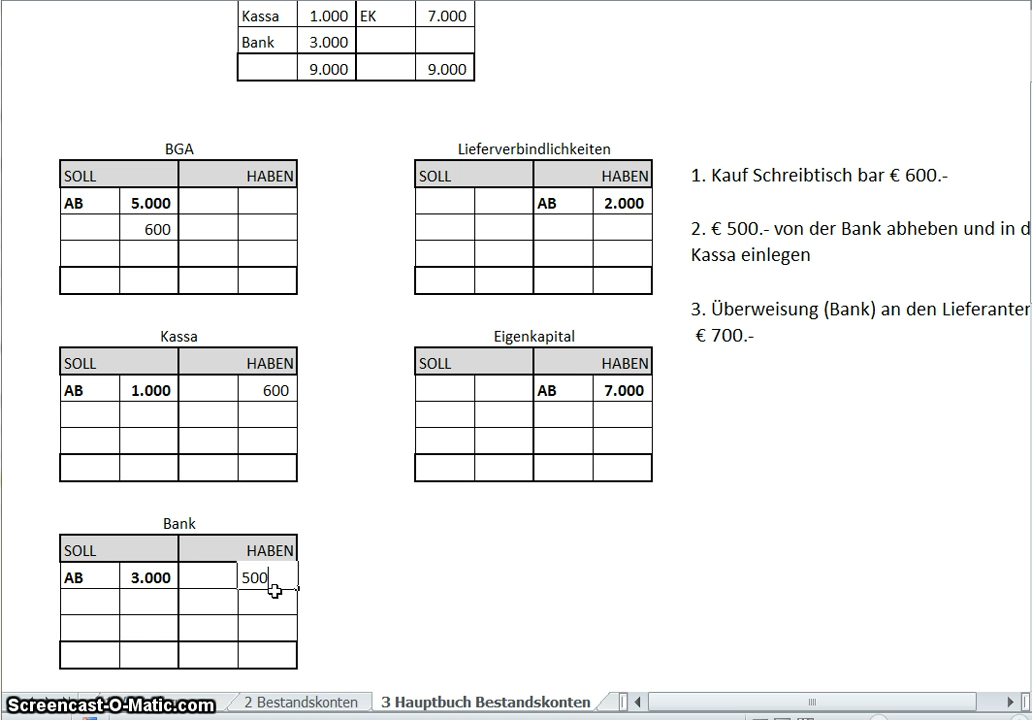 Kassa 1.000 EK 7.000
Bank 3.000
9.000 9.000
BGA
SOLL HABEN
AB 5.000
600
Lieferverbindlichkeiten
SOLL HABEN
AB 2.000
1. Kauf Schreibtisch bar € 600.-
2. € 500.- von der Bank abheben und in d
Kassa einlegen
3. Überweisung (Bank) an den Lieferanter
€ 700.-
Kassa
SOLL HABEN
AB 1.000 600
Eigenkapital
SOLL HABEN
AB 7.000
Bank
SOLL HABEN
AB 3.000 500
Screencast-O-Matic.com
2 Bestandskonten
3 Hauptbuch Bestandskonten